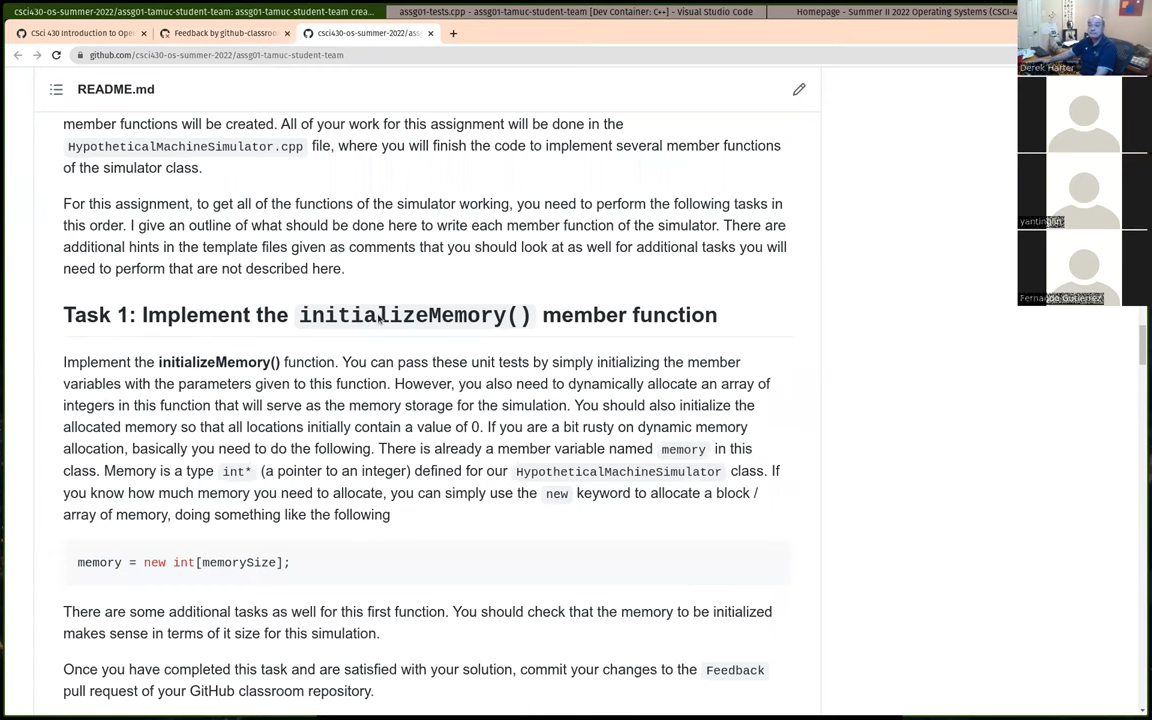 csci430-os-summer-2022/assg01-tamuc-student-team: assg01-tamuc-student-team crea...
assg01-tests.cpp - assg01-tamuc-student-team [Dev Container: C++] - Visual Studio Code
Homepage - Summer II 2022 Operating Systems (CSCI-4
CSci 430 Introduction to Ope
Feedback by github-classroo
csci430-os-summer-2022/ass
github.com/csci430-os-summer-2022/assg01-tamuc-student-team
Derek Harter
README.md
member functions will be created. All of your work for this assignment will be done in the
HypotheticalMachineSimulator.cpp file, where you will finish the code to implement several member functions
of the simulator class.
For this assignment, to get all of the functions of the simulator working, you need to perform the following tasks in
this order. I give an outline of what should be done here to write each member function of the simulator. There are
additional hints in the template files given as comments that you should look at as well for additional tasks you will
need to perform that are not described here.
Task 1: Implement the initializeMemory() member function
Implement the initializeMemory() function. You can pass these unit tests by simply initializing the member
variables with the parameters given to this function. However, you also need to dynamically allocate an array of
integers in this function that will serve as the memory storage for the simulation. You should also initialize the
allocated memory so that all locations initially contain a value of 0. If you are a bit rusty on dynamic memory
allocation, basically you need to do the following. There is already a member variable named memory in this
class. Memory is a type int* (a pointer to an integer) defined for our HypotheticalMachineSimulator class. If
you know how much memory you need to allocate, you can simply use the new keyword to allocate a block /
array of memory, doing something like the following
memory = new int[memorySize];
There are some additional tasks as well for this first function. You should check that the memory to be initialized
makes sense in terms of it size for this simulation.
Once you have completed this task and are satisfied with your solution, commit your changes to the Feedback
pull request of your GitHub classroom repository.